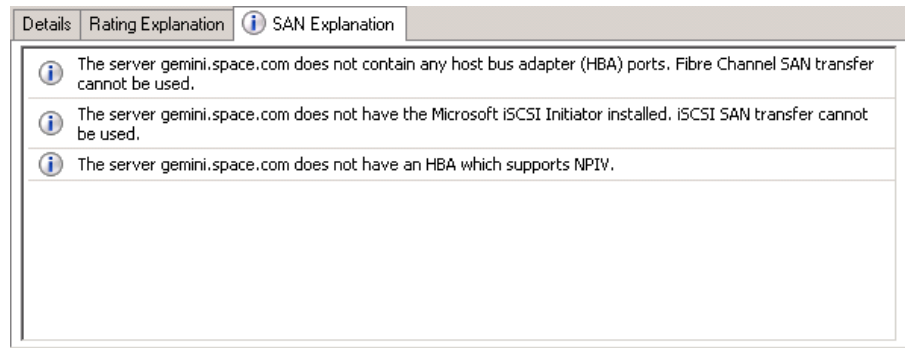 Details Rating Explanation SAN Explanation
The server gemini.space.com does not contain any host bus adapter (HBA) ports. Fibre Channel SAN transfer
cannot be used.
The server gemini.space.com does not have the Microsoft iSCSI Initiator installed. iSCSI SAN transfer cannot
be used.
The server gemini.space.com does not have an HBA which supports NPIV.